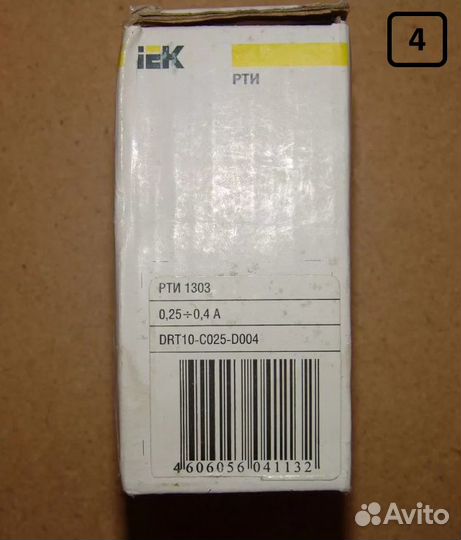 4
iEK
РТИ
РТИ 1303
0,25÷0,4 А
DRT10-C025-D004
4 606056 041132
Avito